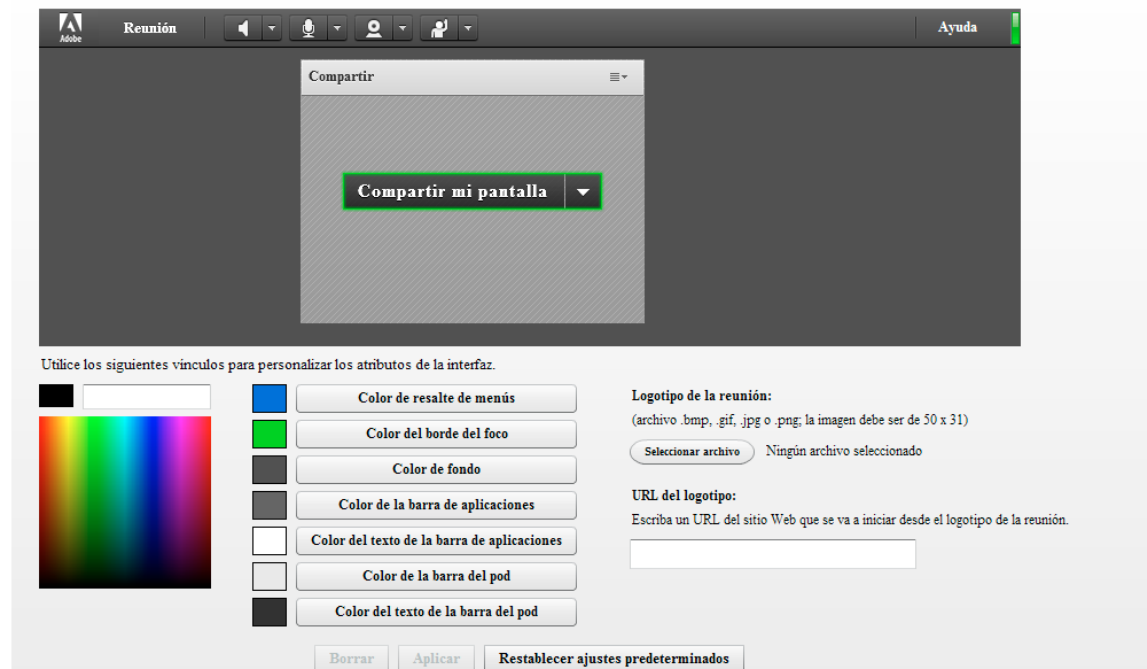 Adobe
Reunión
Ayuda
Compartir
Compartir mi pantalla
Utilice los siguientes vínculos para personalizar los atributos de la interfaz.
Color de resalte de menús
Color del borde del foco
Color de fondo
Color de la barra de aplicaciones
Color del texto de la barra de aplicaciones
Color de la barra del pod
Color del texto de la barra del pod
Logotipo de la reunión:
(archivo .bmp, .gif, .jpg o .png; la imagen debe ser de 50 x 31)
Seleccionar archivo Ningún archivo seleccionado
URL del logotipo:
Escriba un URL del sitio Web que se va a iniciar desde el logotipo de la reunión.
Borrar Aplicar Restablecer ajustes predeterminados